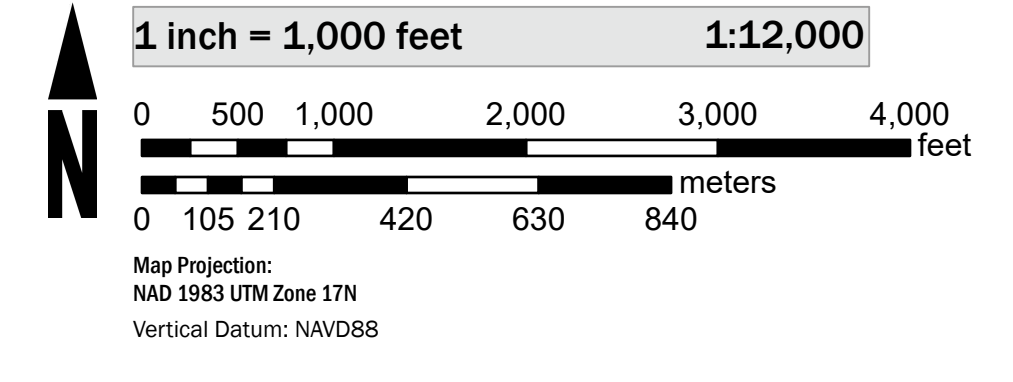 1 inch = 1,000 feet 1:12,000
0 500 1,000 2,000 3,000 4,000
feet
meters
0 105 210 420 630 840
N
Map Projection:
NAD 1983 UTM Zone 17N
Vertical Datum: NAVD88